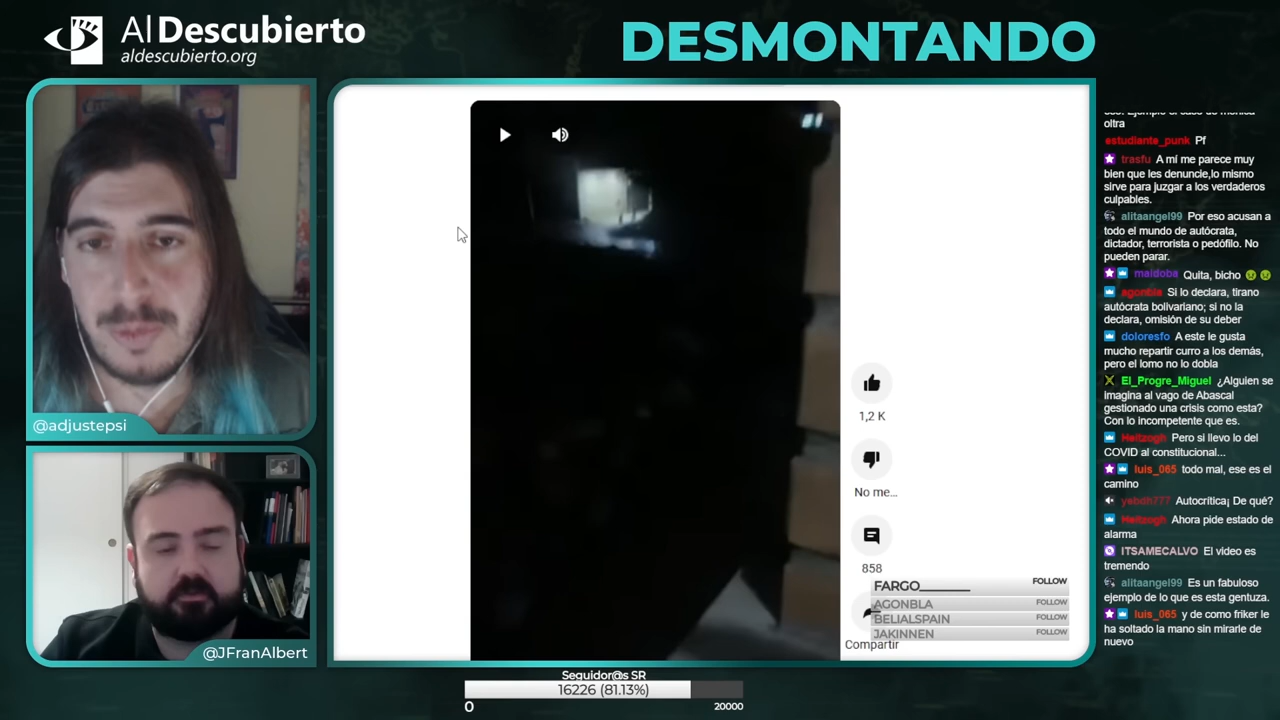 Al Descubierto
aldescubierto.org
DESMONTANDO
@adjustepsi
@JFranAlbert
1,2 K
No me...
858
Compartir
FARGO_______ FOLLOW
AGONBLA FOLLOW
BELIALSPAIN FOLLOW
JAKINNEN FOLLOW
Seguidor@s SR
16226 (81.13%)
0
20000
oltra
estudiante_punk Pf
trasfu A mí me parece muy
bien que les denuncie,lo mismo
sirve para juzgar a los verdaderos
culpables.
alitaangel99 Por eso acusan a
todo el mundo de autócrata,
dictador, terrorista o pedófilo. No
pueden parar.
maidoba Quita, bicho
agonbla Si lo declara, tirano
autócrata bolivariano; si no la
declara, omisión de su deber
doloresfo A este le gusta
mucho repartir curro a los demás,
pero el lomo no lo dobla
El_Progre_Miguel ¿Alguien se
imagina al vago de Abascal
gestionado una crisis como esta?
Con lo incompetente que es.
Heitzogh Pero si llevo lo del
COVID al constitucional...
luis_065 todo mal, ese es el
camino
Autocrítica¡ De qué?
Heitzogh Ahora pide estado de
alarma
ITSAMECALVO El video es
tremendo
alitaangel99 Es un fabuloso
ejemplo de lo que es esta gentuza.
luis_065 y de como friker le
ha soltado la mano sin mirarle de
nuevo